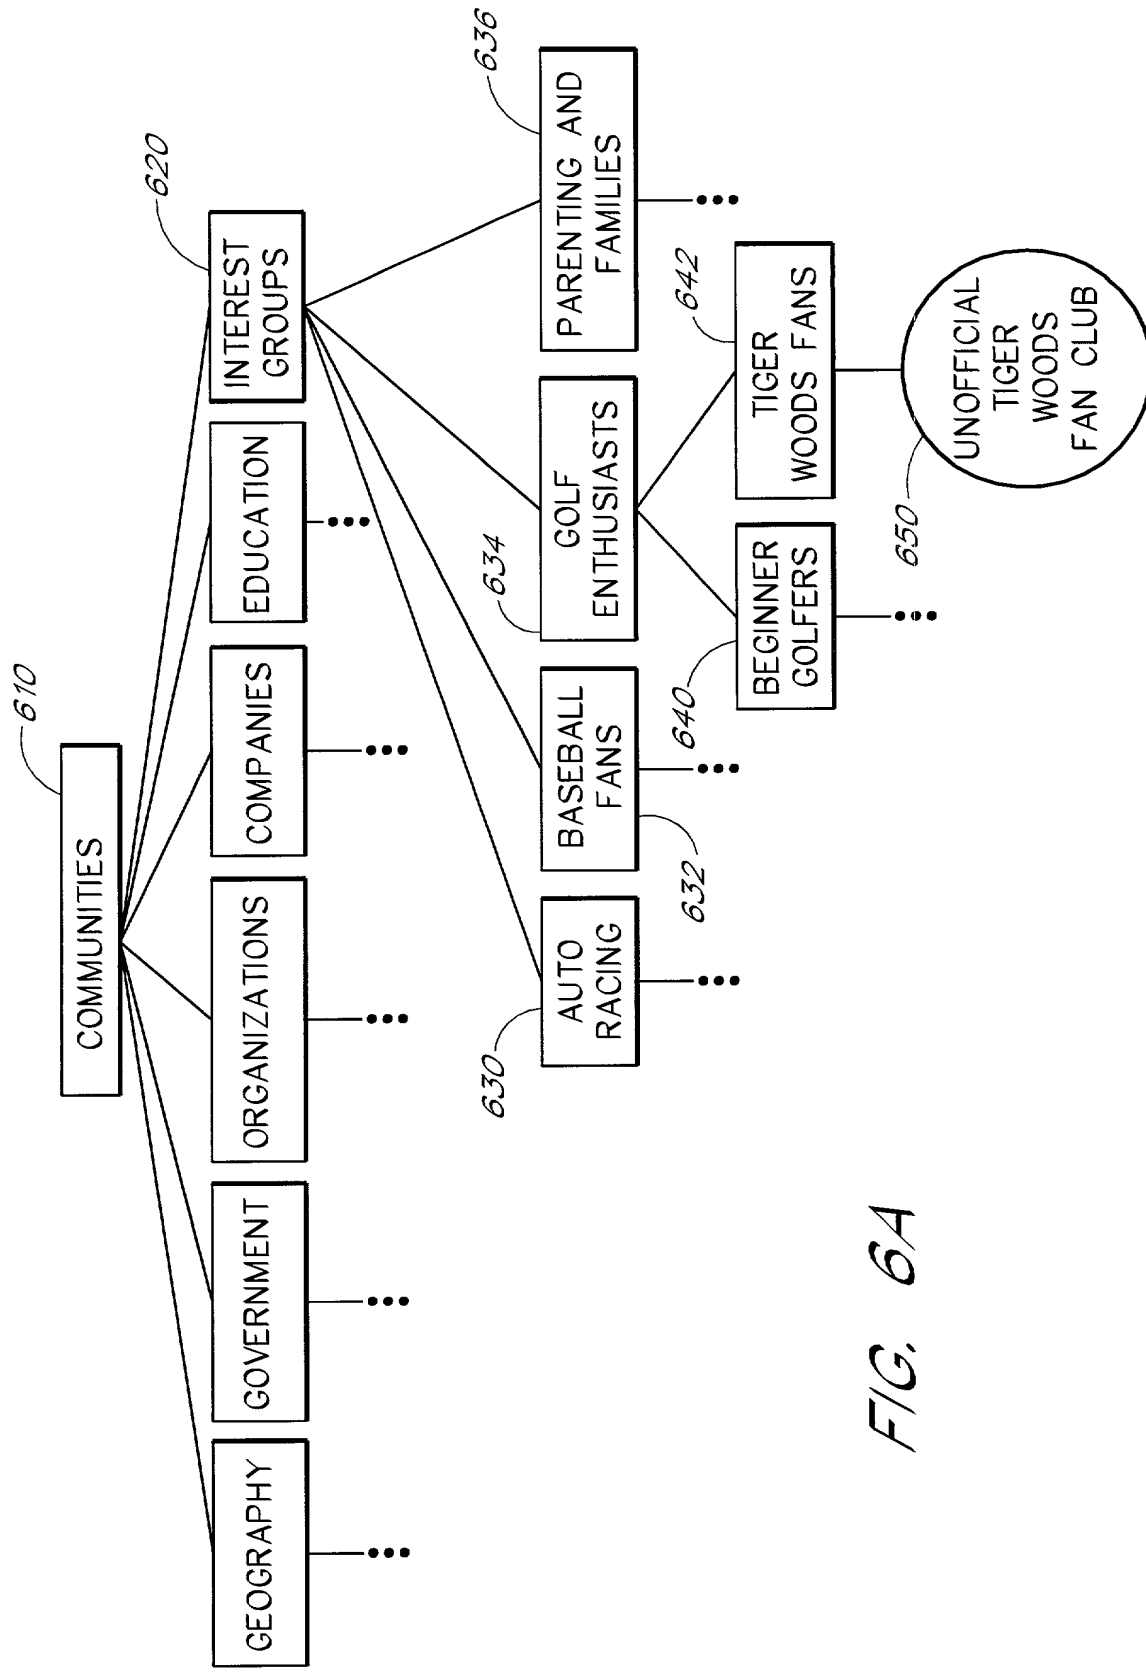 610
COMMUNITIES
620
GEOGRAPHY
GOVERNMENT
ORGANIZATIONS
COMPANIES
EDUCATION
INTEREST
GROUPS
630
AUTO
RACING
632
BASEBALL
FANS
634
GOLF
ENTHUSIASTS
636
PARENTING AND
FAMILIES
640
BEGINNER
GOLFERS
642
TIGER
WOODS FANS
650
UNOFFICIAL
TIGER
WOODS
FAN CLUB
FIG. 6A